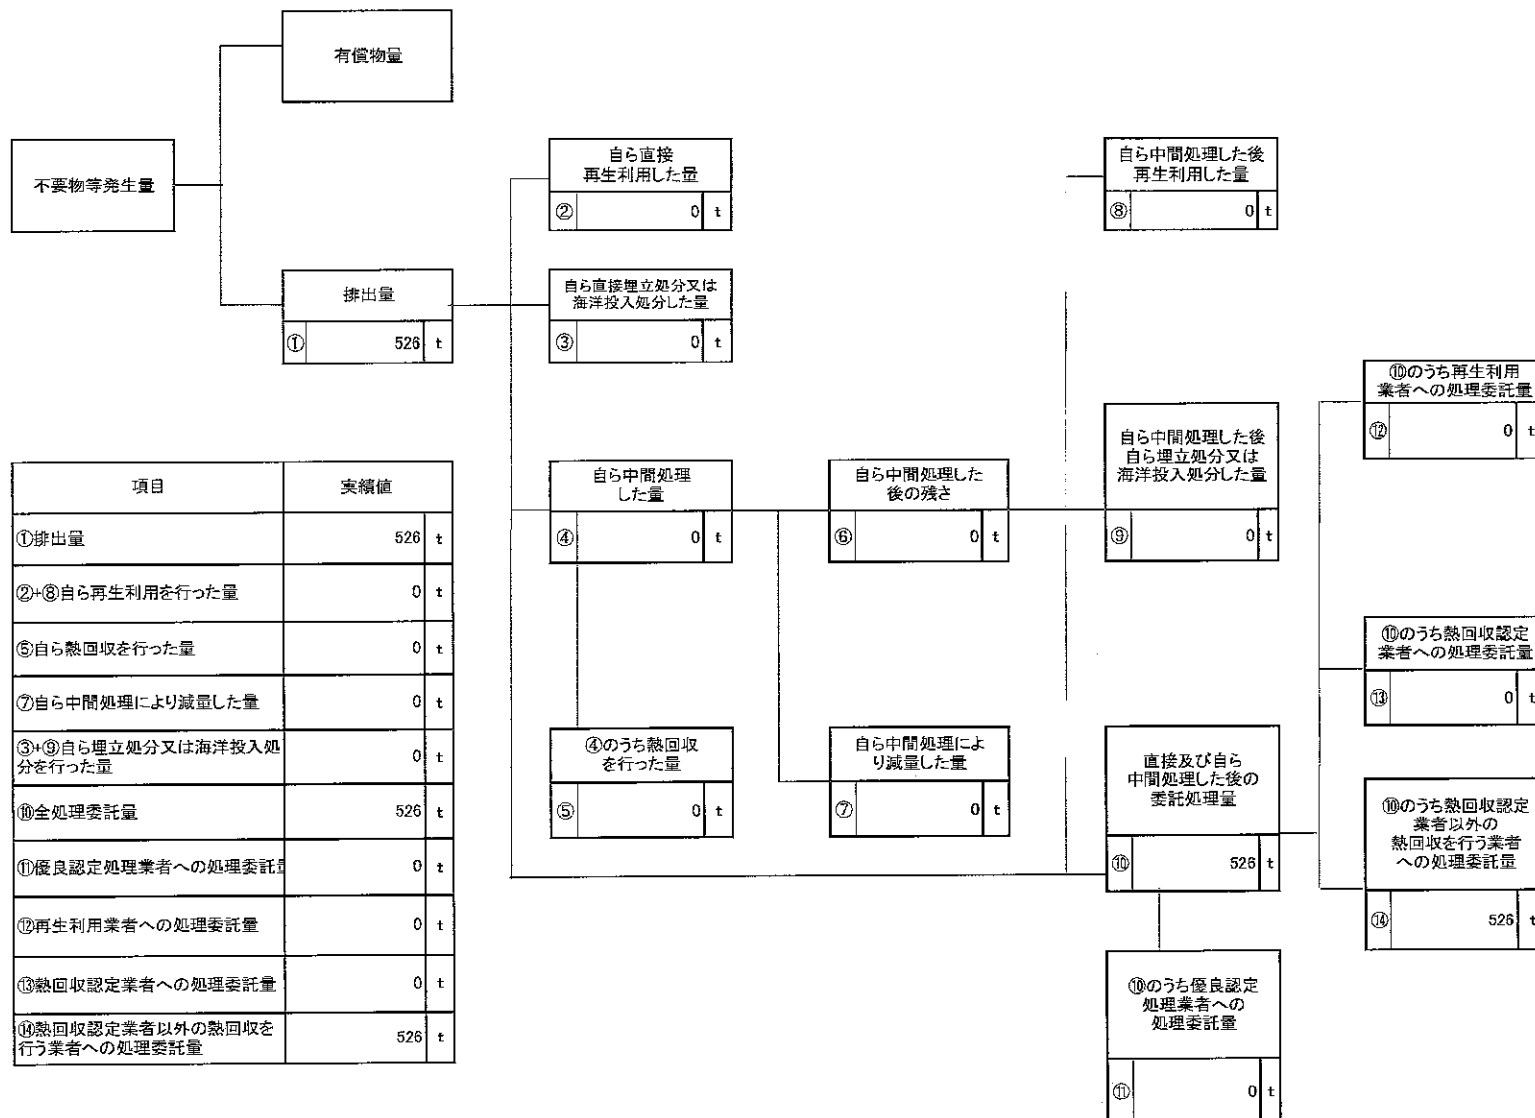 有償物量
不要物等発生量
排出量
① 526 t
自ら直接
再生利用した量
② 0 t
自ら直接埋立処分又は
海洋投入処分した量
③ 0 t
自ら中間処理
した量
④ 0 t
④のうち熱回収
を行った量
⑤ 0 t
自ら中間処理した
後の残さ
⑥ 0 t
自ら中間処理によ
り減量した量
⑦ 0 t
自ら中間処理した後
再生利用した量
⑧ 0 t
自ら中間処理した後
自ら埋立処分又は
海洋投入処分した量
⑨ 0 t
直接及び自ら
中間処理した後の
委託処理量
⑩ 526 t
⑩のうち優良認定
処理業者への
処理委託量
⑪ 0 t
⑩のうち再生利用
業者への処理委託量
⑫ 0 t
⑩のうち熱回収認定
業者への処理委託量
⑬ 0 t
⑩のうち熱回収認定
業者以外の
熱回収を行う業者
への処理委託量
⑭ 526 t
項目 実績値
①排出量 526 t
②+⑧自ら再生利用を行った量 0 t
⑤自ら熱回収を行った量 0 t
⑦自ら中間処理により減量した量 0 t
③+⑨自ら埋立処分又は海洋投入処
分を行った量 0 t
⑩全処理委託量 526 t
⑪優良認定処理業者への処理委託量 0 t
⑫再生利用業者への処理委託量 0 t
⑬熱回収認定業者への処理委託量 0 t
⑭熱回収認定業者以外の熱回収を
行う業者への処理委託量 526 t